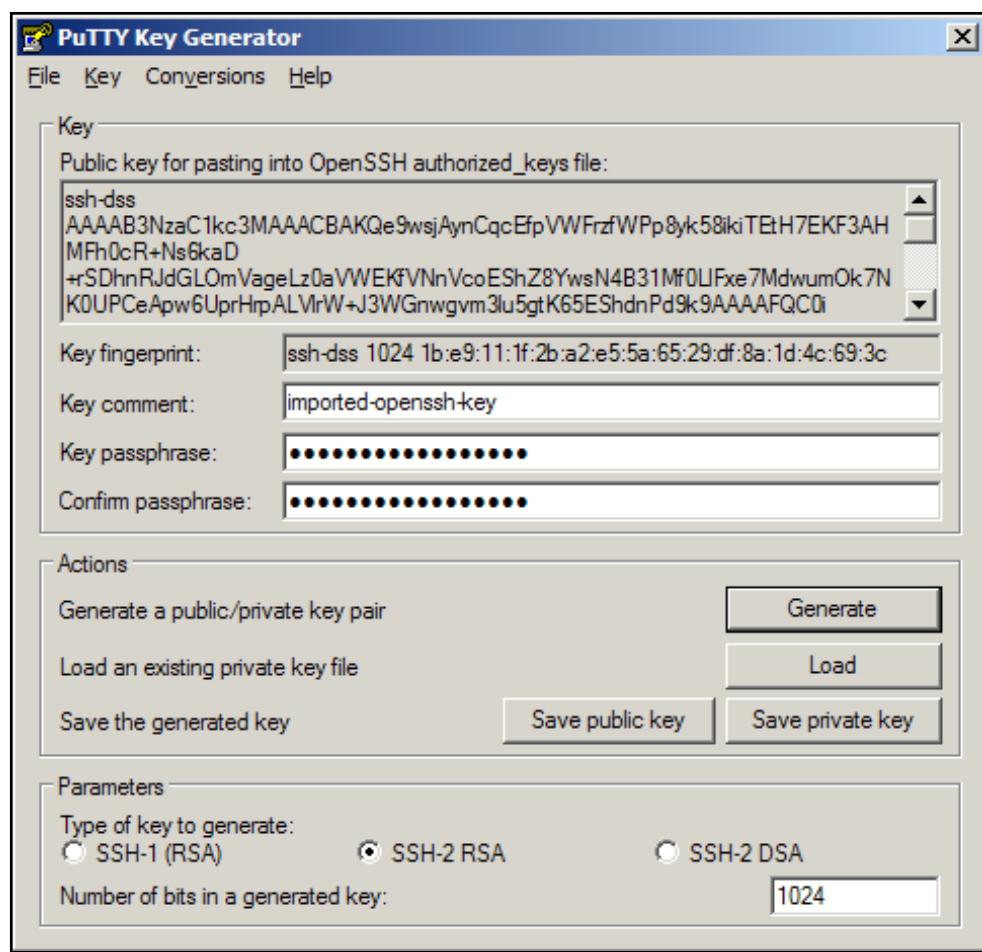 PuTTY Key Generator
File Key Conversions Help
Key
Public key for pasting into OpenSSH authorized_keys file:
ssh-dss
AAAAB3NzaC1kc3MAAACBAKQe9wsjAynCqcEfpVWFrzfWPp8yk58ikiTEtH7EKF3AH
MFh0cR+Ns6kaD
+rSDhnRJdGLOmVageLz0aVWEKfVNnVcoEShZ8YwsN4B31Mf0LlFxe7MdwumOk7N
K0UPCeApw6UprHrpALVlrW+J3WGnwgvm3lu5gtK65EShdnPd9k9AAAAFQC0i
Key fingerprint: ssh-dss 1024 1b:e9:11:1f:2b:a2:e5:5a:65:29:df:8a:1d:4c:69:3c
Key comment: imported-openssh-key
Key passphrase:
Confirm passphrase:
Actions
Generate a public/private key pair Generate
Load an existing private key file Load
Save the generated key Save public key Save private key
Parameters
Type of key to generate:
SSH-1 (RSA) SSH-2 RSA SSH-2 DSA
Number of bits in a generated key: 1024